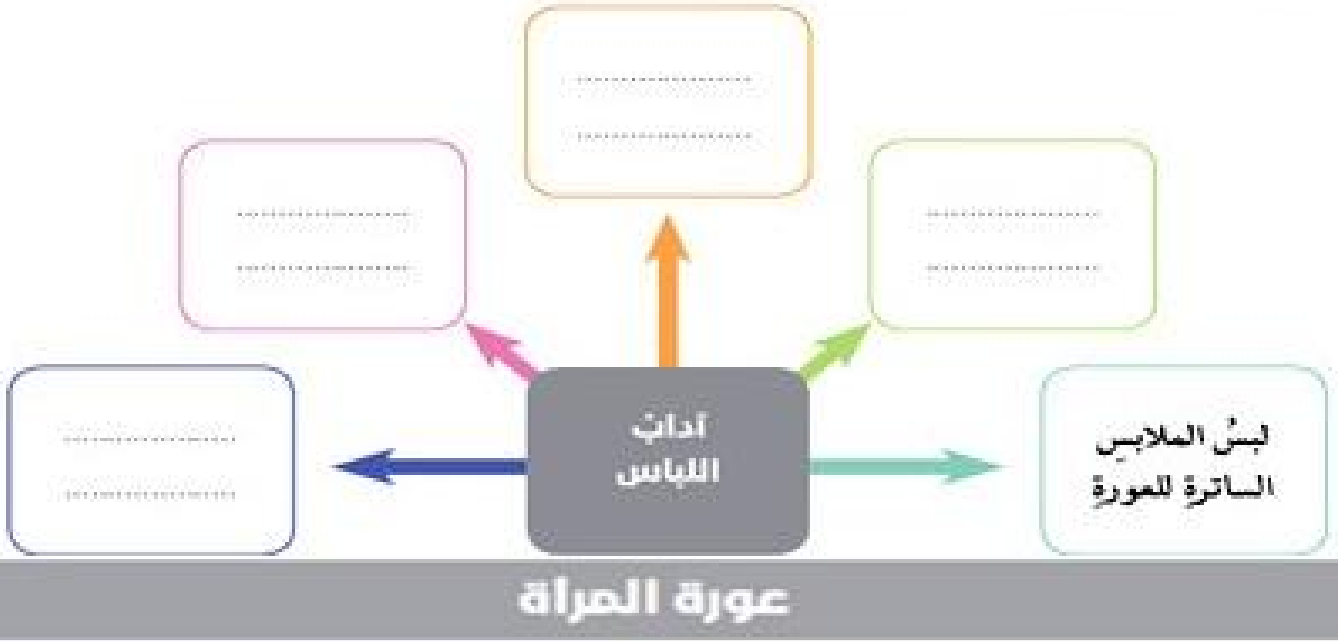 آدابُ
اللباس
لبسُ الملابسِ
الساترةِ للعورةِ
عورة المرأة